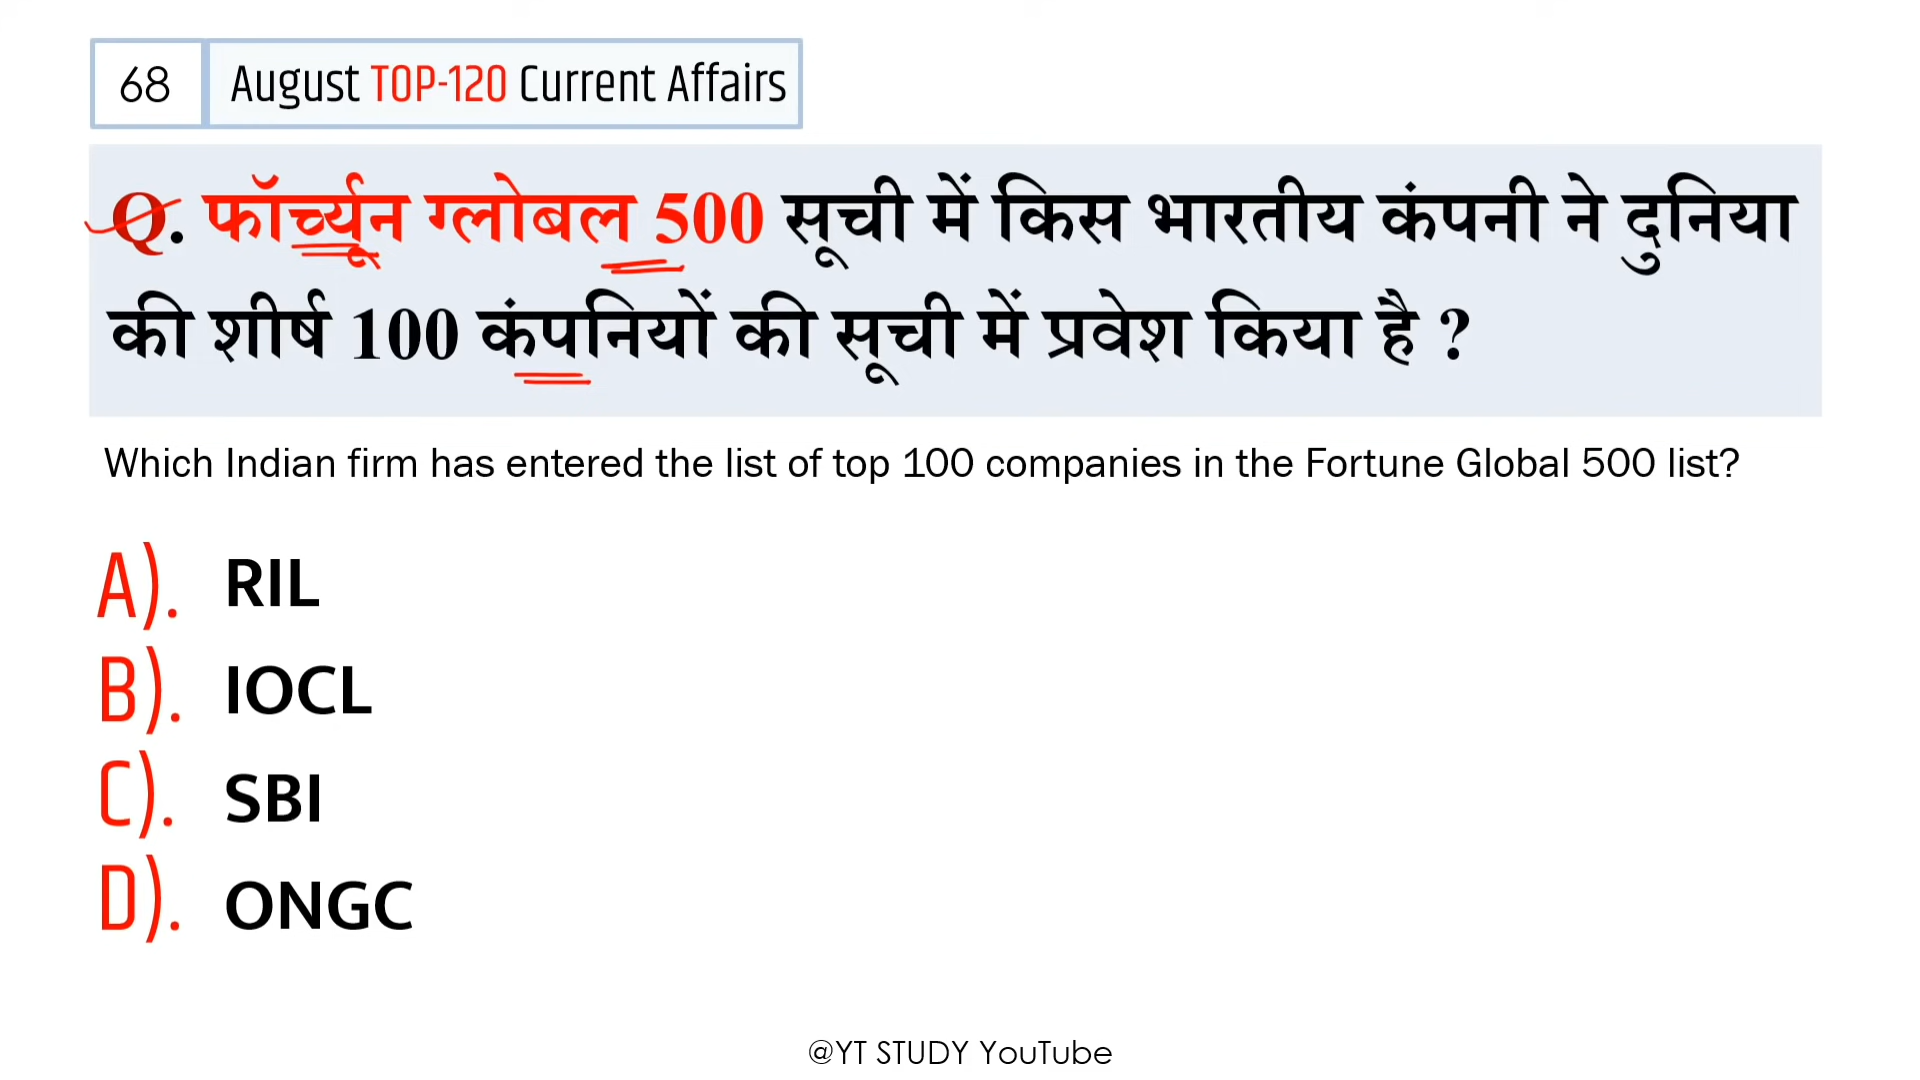 68 August TOP-120 Current Affairs
Q. फॉर्च्यून ग्लोबल 500 सूची में किस भारतीय कंपनी ने दुनिया
की शीर्ष 100 कंपनियों की सूची में प्रवेश किया है ?
Which Indian firm has entered the list of top 100 companies in the Fortune Global 500 list?
A). RIL
B). IOCL
C). SBI
D). ONGC
@YT STUDY YouTube